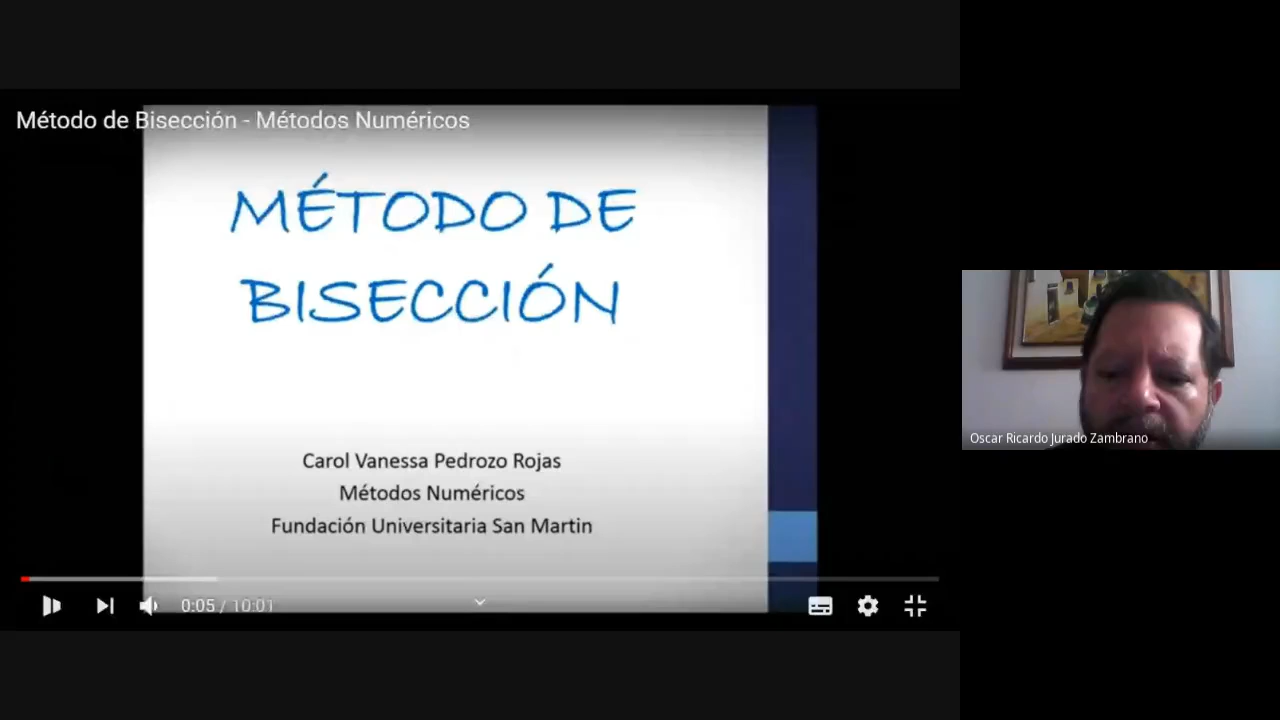 Método de Bisección - Métodos Numéricos
MÉTODO DE
BISECCIÓN
Carol Vanessa Pedrozo Rojas
Métodos Numéricos
Fundación Universitaria San Martin
0:05 / 10:01
Oscar Ricardo Jurado Zambrano